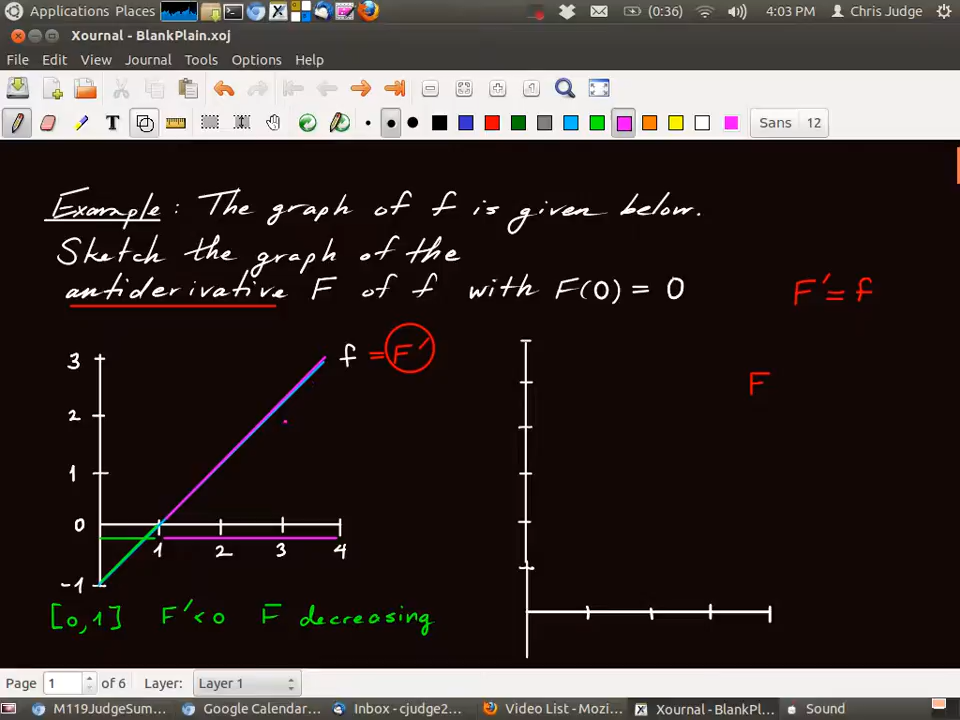 Applications Places (0:36) 4:03 PM Chris Judge
Xournal - BlankPlain.xoj
File Edit View Journal Tools Options Help
T Sans 12
Example: The graph of f is given below.
Sketch the graph of the
antiderivative F of f with F(0) = 0 F' = f
3 f = F'
F
2
1
0
1 2 3 4
-1
[0,1] F' < 0 F decreasing
Page 1 of 6 Layer: Layer 1
M119JudgeSum... Google Calendar... Inbox - cjudge2... Video List - Mozi... Xournal - BlankPl... Sound